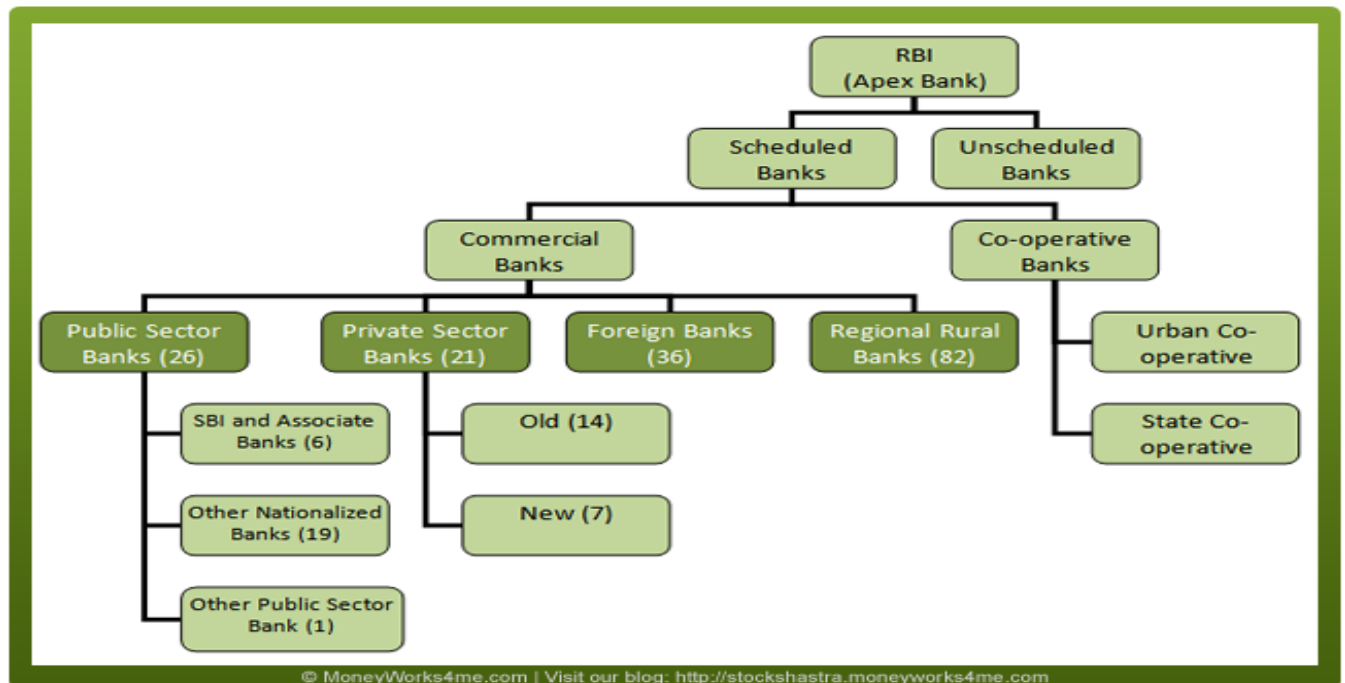 RBI
(Apex Bank)
Scheduled
Banks
Unscheduled
Banks
Commercial
Banks
Co-operative
Banks
Public Sector
Banks (26)
Private Sector
Banks (21)
Foreign Banks
(36)
Regional Rural
Banks (82)
Urban Co-
operative
SBI and Associate
Banks (6)
Old (14)
State Co-
operative
Other Nationalized
Banks (19)
New (7)
Other Public Sector
Bank (1)
© MoneyWorks4me.com | Visit our blog: http://stockshastra.moneyworks4me.com